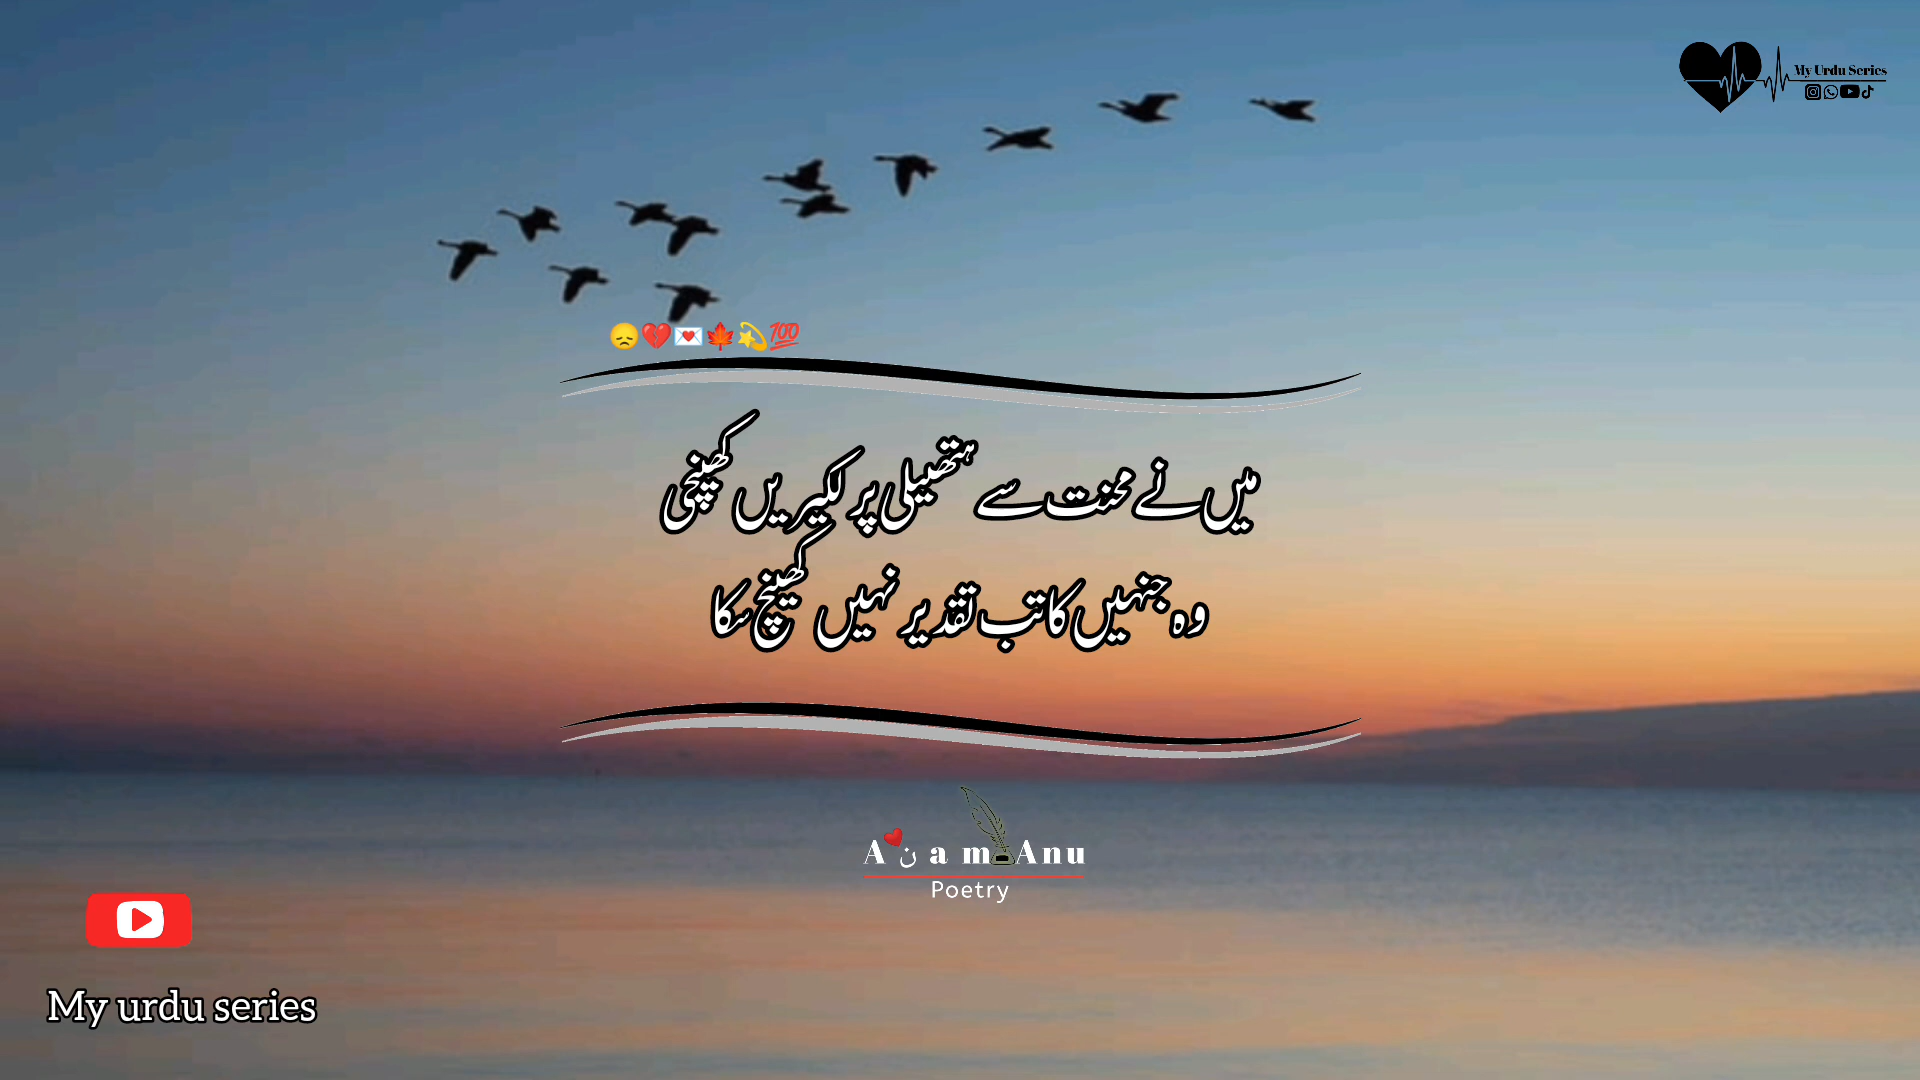 My Urdu Series
😞💔💌🍁💫💯
میں نے محنت سے ہتھیلی پر لکیریں کھینچی
وہ جنہیں کاتب تقدیر نہیں کھینچ سکا
A ن a m Anu
Poetry
My urdu series